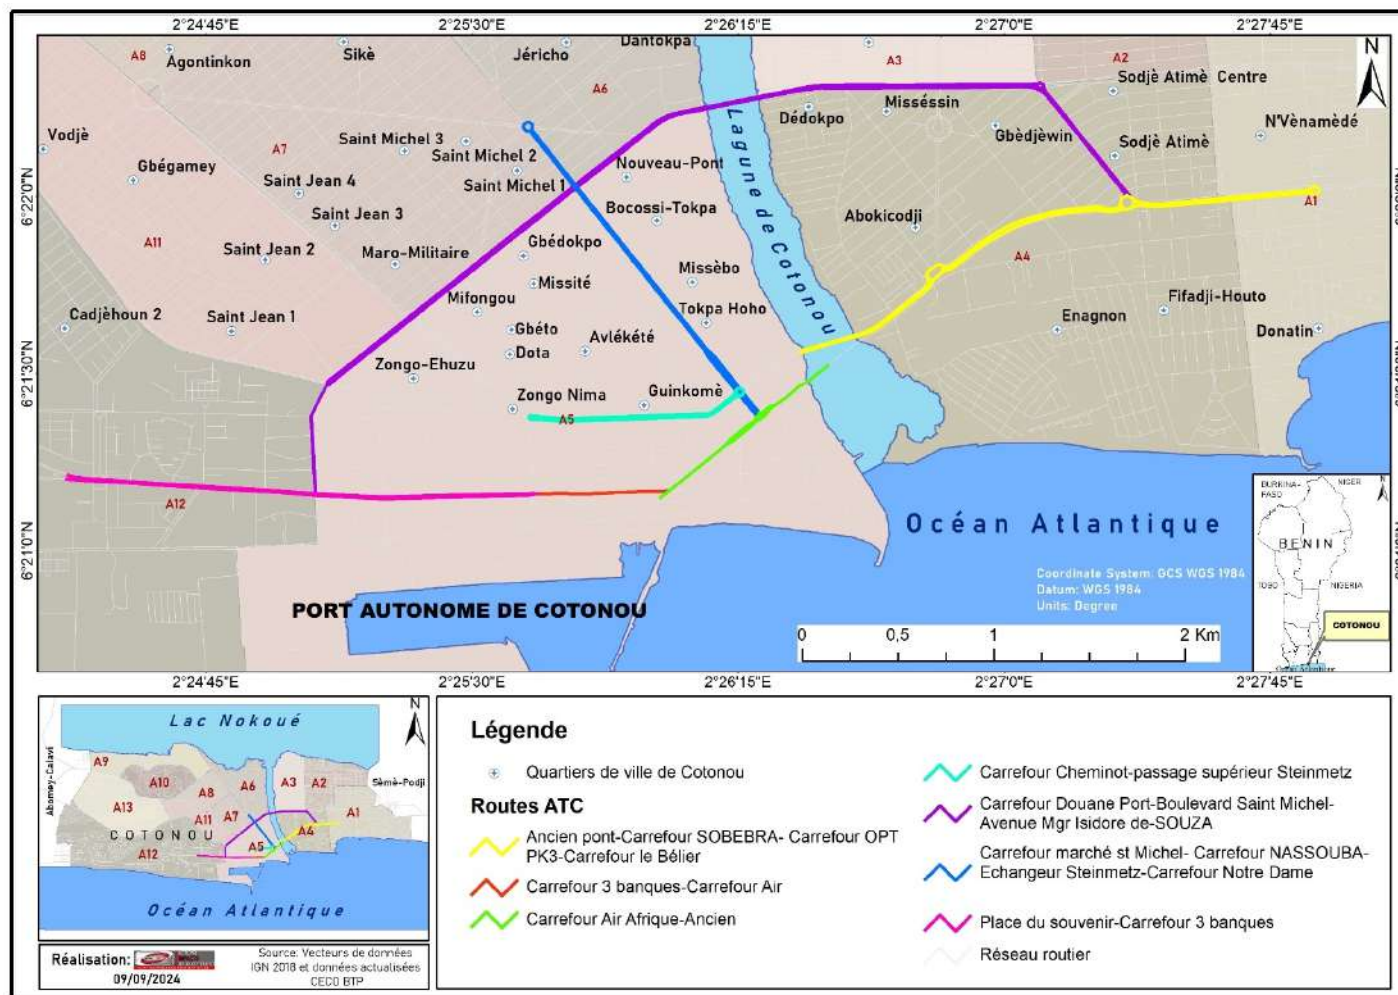 2°24'45"E 2°25'30"E 2°26'15"E 2°27'0"E 2°27'45"E
A8
Agontinkon
Sikè
Jéricho
Dantokpa
A3
A2
N
Sodjè Atimè Centre
A6
Misséssin
Dédokpo
Gbèdjèwin
N'Vènamèdé
Vodjè
Saint Michel 3
A7
Saint Michel 2
Sodjè Atimè
Gbégamey
Saint Jean 4
Saint Michel 1
Nouveau-Pont
6°22'0"N
Saint Jean 3
Bocossi-Tokpa
Abokicodji
A1
A11
Saint Jean 2
Maro-Militaire
Gbédokpo
A4
Missité
Missèbo
Lagune de Cotonou
Mifongou
Tokpa Hoho
Fifadji-Houto
Cadjèhoun 2
Saint Jean 1
Gbéto
Avlékété
Enagnon
Donatin
Dota
6°21'30"N
Zongo-Ehuzu
Zongo Nima
Guinkomè
A5
A12
Océan Atlantique
6°21'0"N
Coordinate System: GCS WGS 1984
Datum: WGS 1984
Units: Degree
PORT AUTONOME DE COTONOU
0 0,5 1 2 Km
BURKINA-
FASO
NIGER
N
BENIN
TOGO
NIGERIA
COTONOU
Océan Atlantique
2°24'45"E 2°25'30"E 2°26'15"E 2°27'0"E 2°27'45"E
Lac Nokoué
N
Abomey-Calavi
A9
A10
A8
A6
A3
A2
Sèmè-Podji
A13
A11
A7
A1
COTONOU
A4
A12
A5
Océan Atlantique
Réalisation:
09/09/2024
Source: Vecteurs de données
IGN 2018 et données actualisées
CECO BTP
Légende
Quartiers de ville de Cotonou
Routes ATC
Ancien pont-Carrefour SOBEBRA- Carrefour OPT
PK3-Carrefour le Bélier
Carrefour 3 banques-Carrefour Air
Carrefour Air Afrique-Ancien
Carrefour Cheminot-passage supérieur Steinmetz
Carrefour Douane Port-Boulevard Saint Michel-
Avenue Mgr Isidore de-SOUZA
Carrefour marché st Michel- Carrefour NASSOUBA-
Echangeur Steinmetz-Carrefour Notre Dame
Place du souvenir-Carrefour 3 banques
Réseau routier